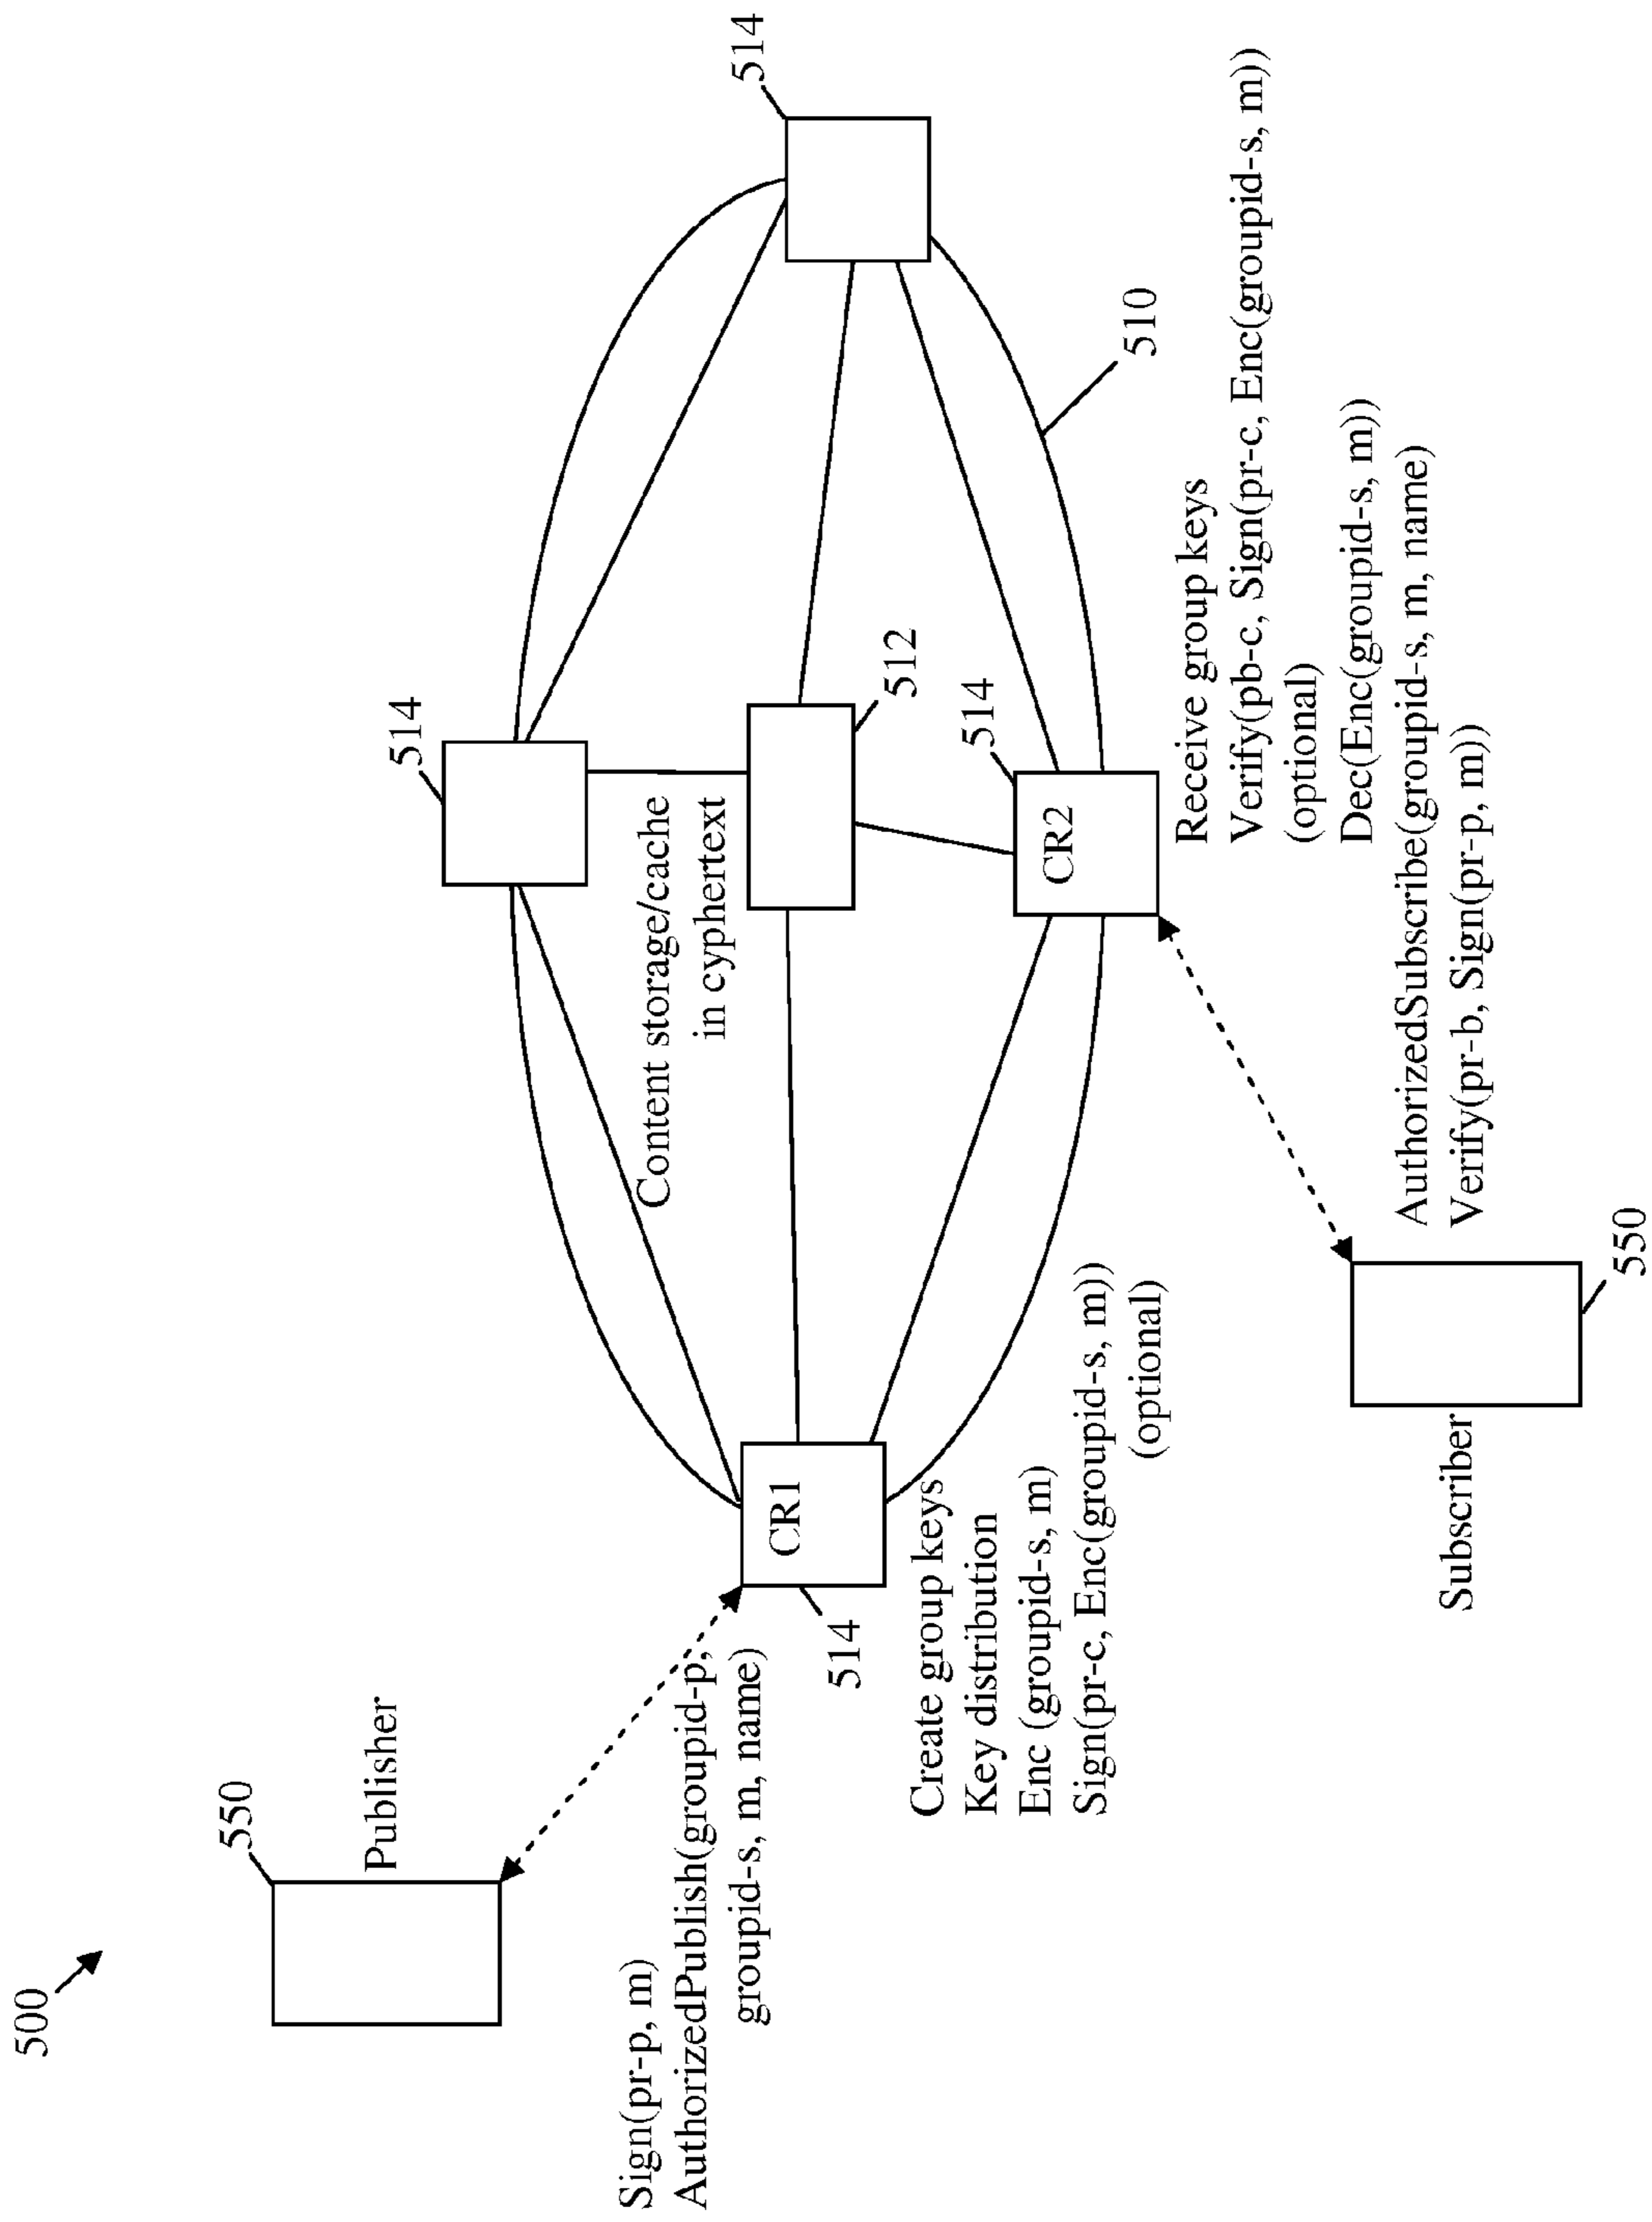 500
550
Publisher
Sign(pr-p, m)
AuthorizedPublish(groupid-p,
groupid-s, m, name)
514
CR1
Create group keys
Key distribution
Enc (groupid-s, m)
Sign(pr-c, Enc(groupid-s, m))
(optional)
514
Content storage/cache
in cyphertext
512
514
CR2
514
510
Receive group keys
Verify(pb-c, Sign(pr-c, Enc(groupid-s, m))
(optional)
Dec(Enc(groupid-s, m))
AuthorizedSubscribe(groupid-s, m, name)
Verify(pr-b, Sign(pr-p, m))
Subscriber
550